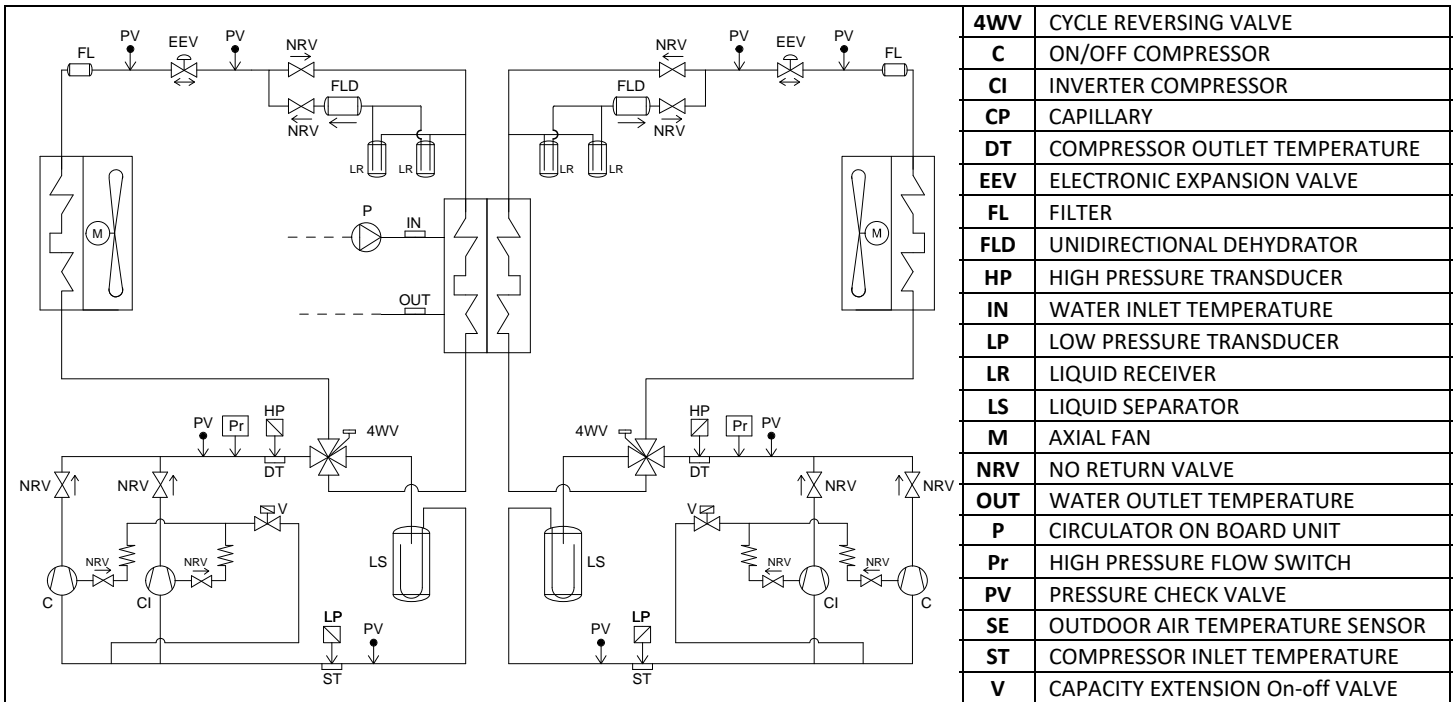 PV PV
FL EEV NRV
FLD
NRV
LR LR
NRV EEV PV PV FL
FLD
NRV
LR LR
M
P IN
OUT
M
HP
PV Pr 4WV
DT
NRV NRV
V
NRV NRV
C CI
LS
LP
PV
ST
HP
4WV Pr PV
DT
NRV NRV
V
NRV NRV
CI C
LS
LP
PV
ST
4WV CYCLE REVERSING VALVE
C ON/OFF COMPRESSOR
CI INVERTER COMPRESSOR
CP CAPILLARY
DT COMPRESSOR OUTLET TEMPERATURE
EEV ELECTRONIC EXPANSION VALVE
FL FILTER
FLD UNIDIRECTIONAL DEHYDRATOR
HP HIGH PRESSURE TRANSDUCER
IN WATER INLET TEMPERATURE
LP LOW PRESSURE TRANSDUCER
LR LIQUID RECEIVER
LS LIQUID SEPARATOR
M AXIAL FAN
NRV NO RETURN VALVE
OUT WATER OUTLET TEMPERATURE
P CIRCULATOR ON BOARD UNIT
Pr HIGH PRESSURE FLOW SWITCH
PV PRESSURE CHECK VALVE
SE OUTDOOR AIR TEMPERATURE SENSOR
ST COMPRESSOR INLET TEMPERATURE
V CAPACITY EXTENSION On-off VALVE